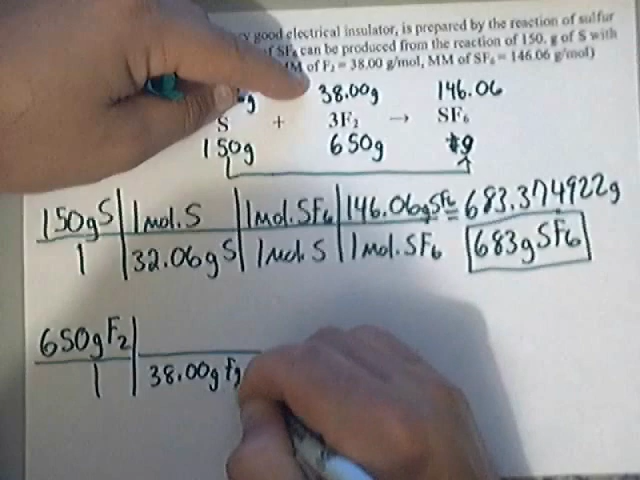 good electrical insulator, is prepared by the reaction of sulfur
of SF6 can be produced from the reaction of 150. g of S with
of F2 = 38.00 g/mol, MM of SF6 = 146.06 g/mol)
g 38.00g 146.06
S + 3F2 → SF6
150g 650g g
150gS 1mol.S 1mol.SF6 146.06gSF6 = 683.374922g
1 32.06gS 1mol.S 1mol.SF6 683gSF6
650gF2
1 38.00gF2